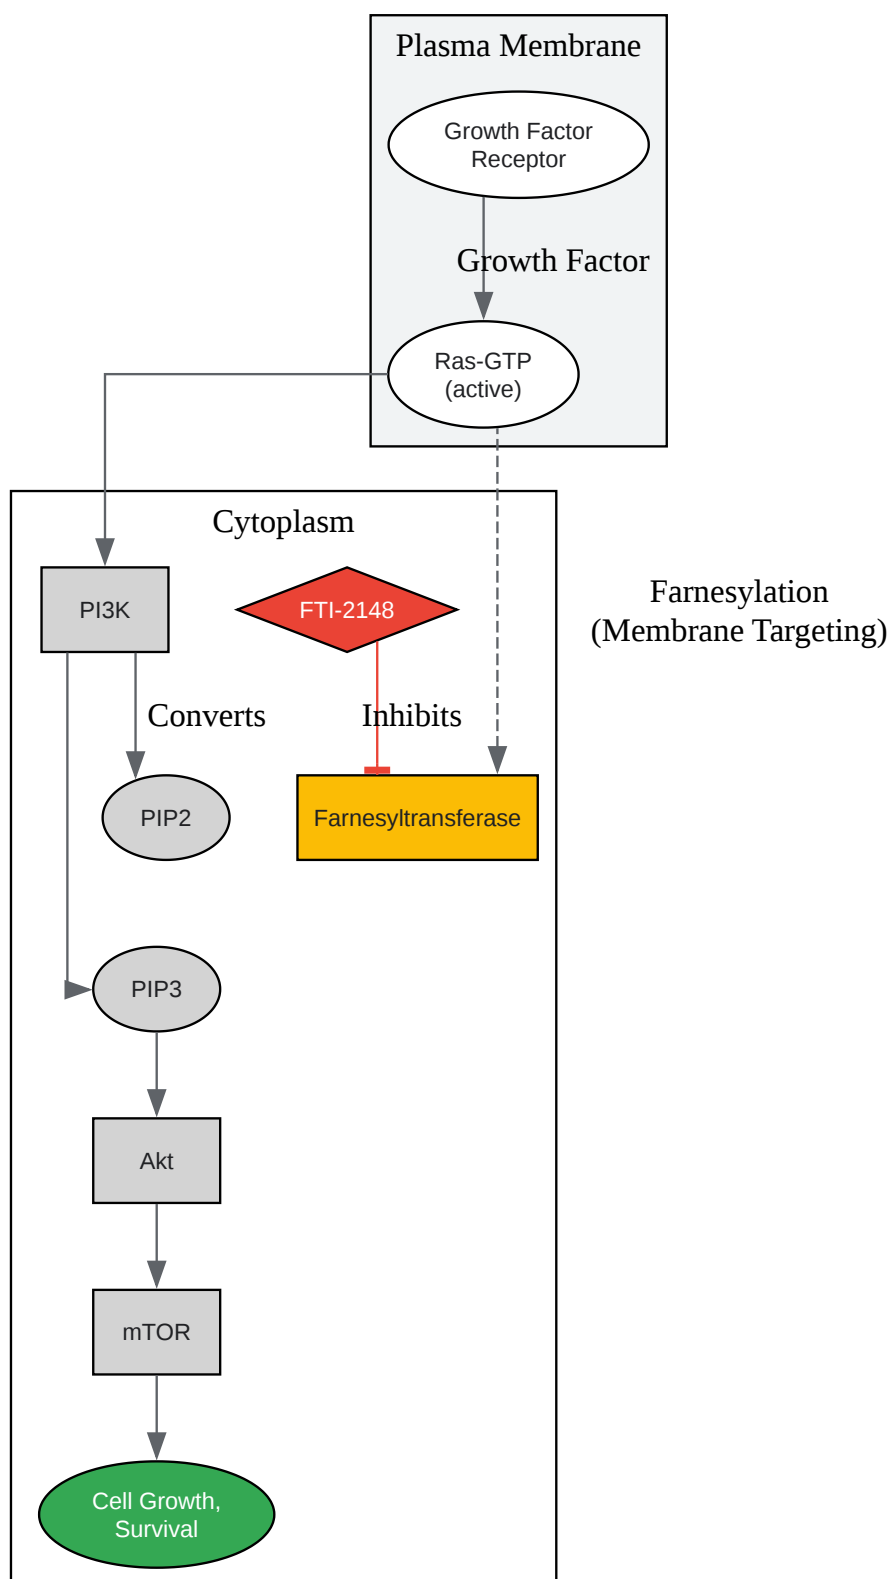 Plasma Membrane
Growth Factor
Receptor
Growth Factor
Ras-GTP
(active)
Cytoplasm
PI3K
FTI-2148
Farnesylation
(Membrane Targeting)
Converts
Inhibits
PIP2
Farnesyltransferase
PIP3
Akt
mTOR
Cell Growth,
Survival